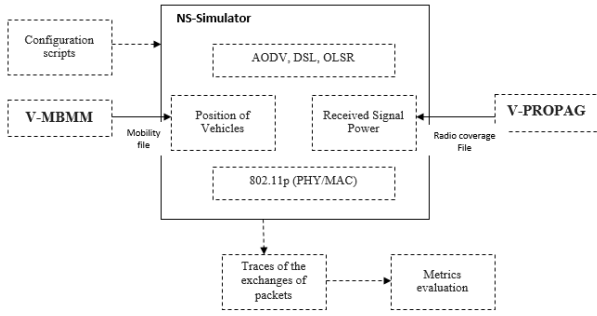 NS-Simulator
Configuration
scripts
AODV, DSL, OLSR
V-MBMM
Mobility
file
Position of
Vehicles
Received Signal
Power
Radio coverage
File
V-PROPAG
802.11p (PHY/MAC)
Traces of the
exchanges of
packets
Metrics
evaluation